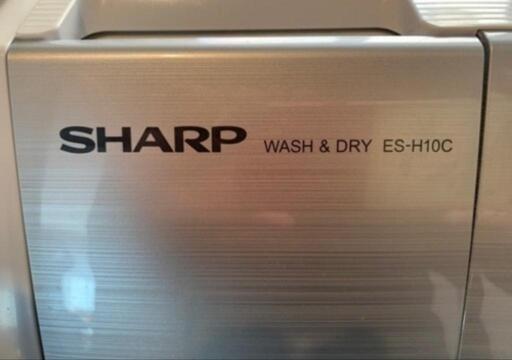 SHARP WASH & DRY ES-H10C